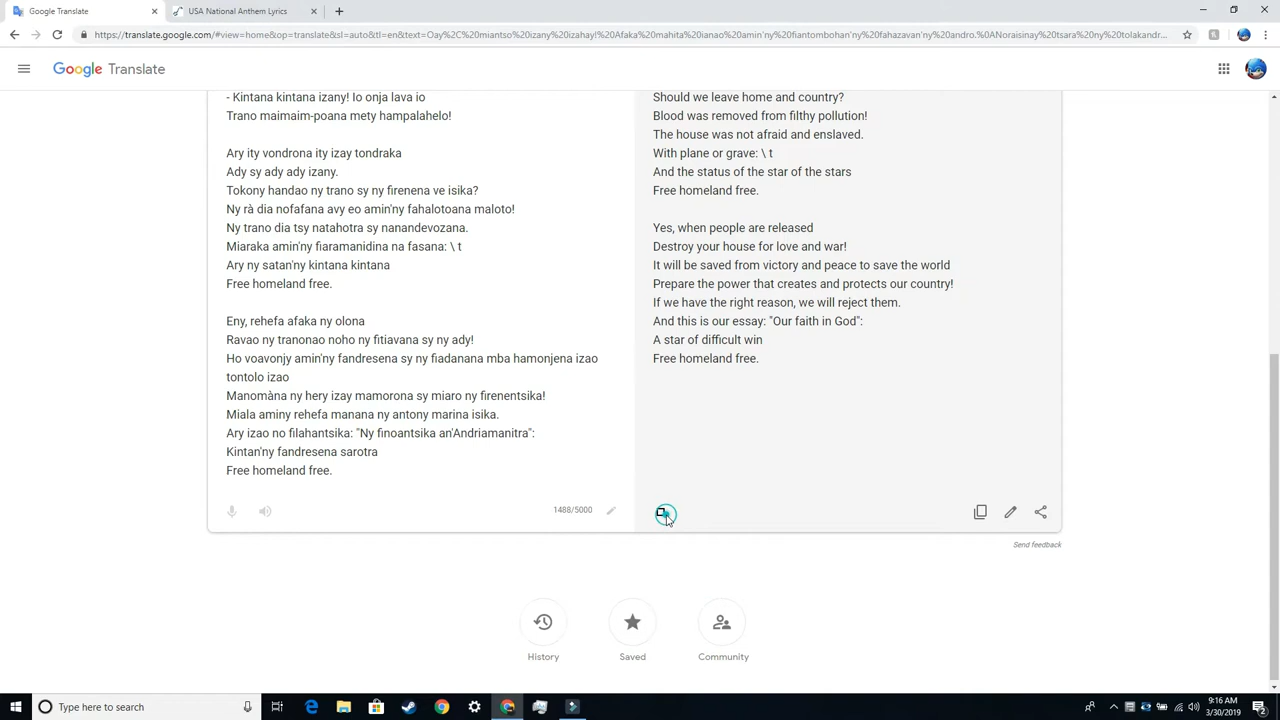 Google Translate
USA National Anthem Lyrics
https://translate.google.com/#view=home&op=translate&sl=auto&tl=en&text=Oay%2C%20miantso%20izany%20izahay!%20Afaka%20mahita%20ianao%20amin'ny%20fiantombohan'ny%20fahazavan'ny%20andro.%0ANoraisinay%20tsara%20ny%20tolakandr...
Google Translate
- Kintana kintana izany! Io onja lava io
Trano maimaim-poana mety hampalahelo!
Ary ity vondrona ity izay tondraka
Ady sy ady ady izany.
Tokony handao ny trano sy ny firenena ve isika?
Ny rà dia nofafana avy eo amin'ny fahalotoana maloto!
Ny trano dia tsy natahotra sy nanandevozana.
Miaraka amin'ny fiaramanidina na fasana: \ t
Ary ny satan'ny kintana kintana
Free homeland free.
Eny, rehefa afaka ny olona
Ravao ny tranonao noho ny fitiavana sy ny ady!
Ho voavonjy amin'ny fandresena sy ny fiadanana mba hamonjena izao
tontolo izao
Manomàna ny hery izay mamorona sy miaro ny firenentsika!
Miala aminy rehefa manana ny antony marina isika.
Ary izao no filahantsika: "Ny finoantsika an'Andriamanitra":
Kintan'ny fandresena sarotra
Free homeland free.
1488/5000
Should we leave home and country?
Blood was removed from filthy pollution!
The house was not afraid and enslaved.
With plane or grave: \ t
And the status of the star of the stars
Free homeland free.
Yes, when people are released
Destroy your house for love and war!
It will be saved from victory and peace to save the world
Prepare the power that creates and protects our country!
If we have the right reason, we will reject them.
And this is our essay: "Our faith in God":
A star of difficult win
Free homeland free.
Send feedback
History
Saved
Community
Type here to search
9:16 AM
3/30/2019